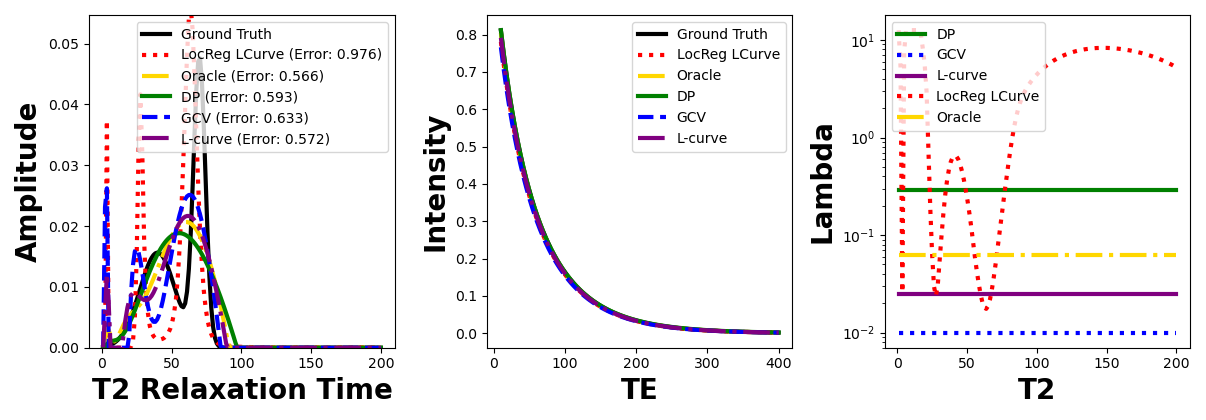 Amplitude
0.05
0.04
0.03
0.02
0.01
0.00
0
50
100
150
200
T2 Relaxation Time
Ground Truth
LocReg LCurve (Error: 0.976)
Oracle (Error: 0.566)
DP (Error: 0.593)
GCV (Error: 0.633)
L-curve (Error: 0.572)
Intensity
0.8
0.7
0.6
0.5
0.4
0.3
0.2
0.1
0.0
0
100
200
300
400
TE
Ground Truth
LocReg LCurve
Oracle
DP
GCV
L-curve
Lambda
10¹
10⁰
10⁻¹
10⁻²
0
50
100
150
200
T2
DP
GCV
L-curve
LocReg LCurve
Oracle